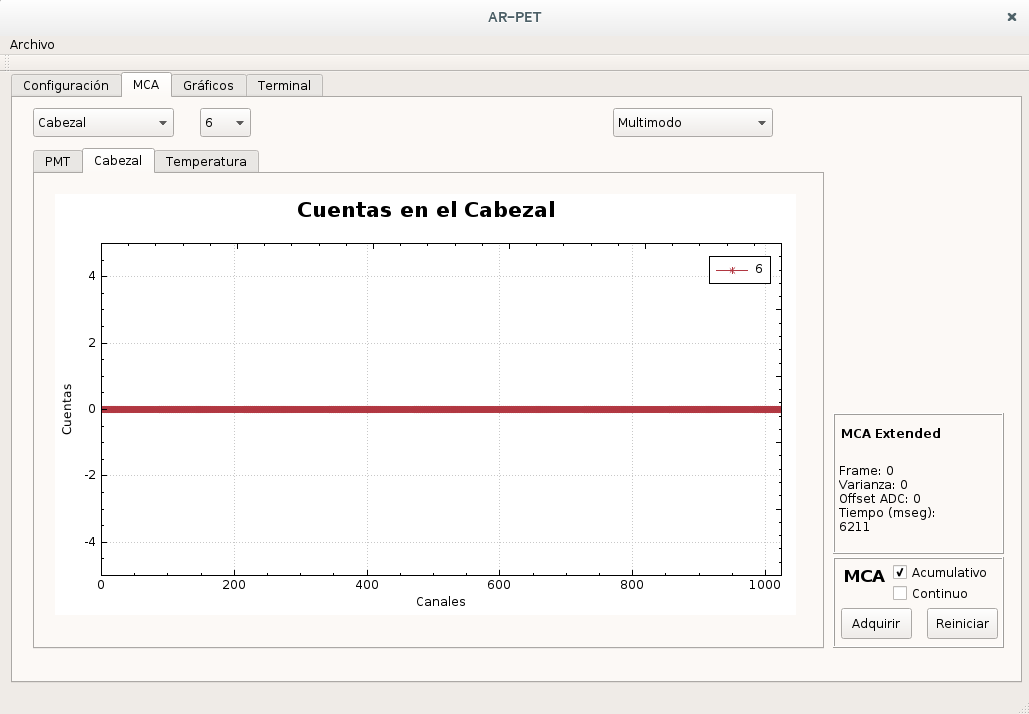 AR-PET
Archivo
Configuración MCA Gráficos Terminal
Cabezal 6 Multimodo
PMT Cabezal Temperatura
Cuentas en el Cabezal
6
4
2
0
-2
-4
Cuentas
0 200 400 600 800 1000
Canales
MCA Extended
Frame: 0
Varianza: 0
Offset ADC: 0
Tiempo (mseg):
6211
MCA Acumulativo
Continuo
Adquirir Reiniciar